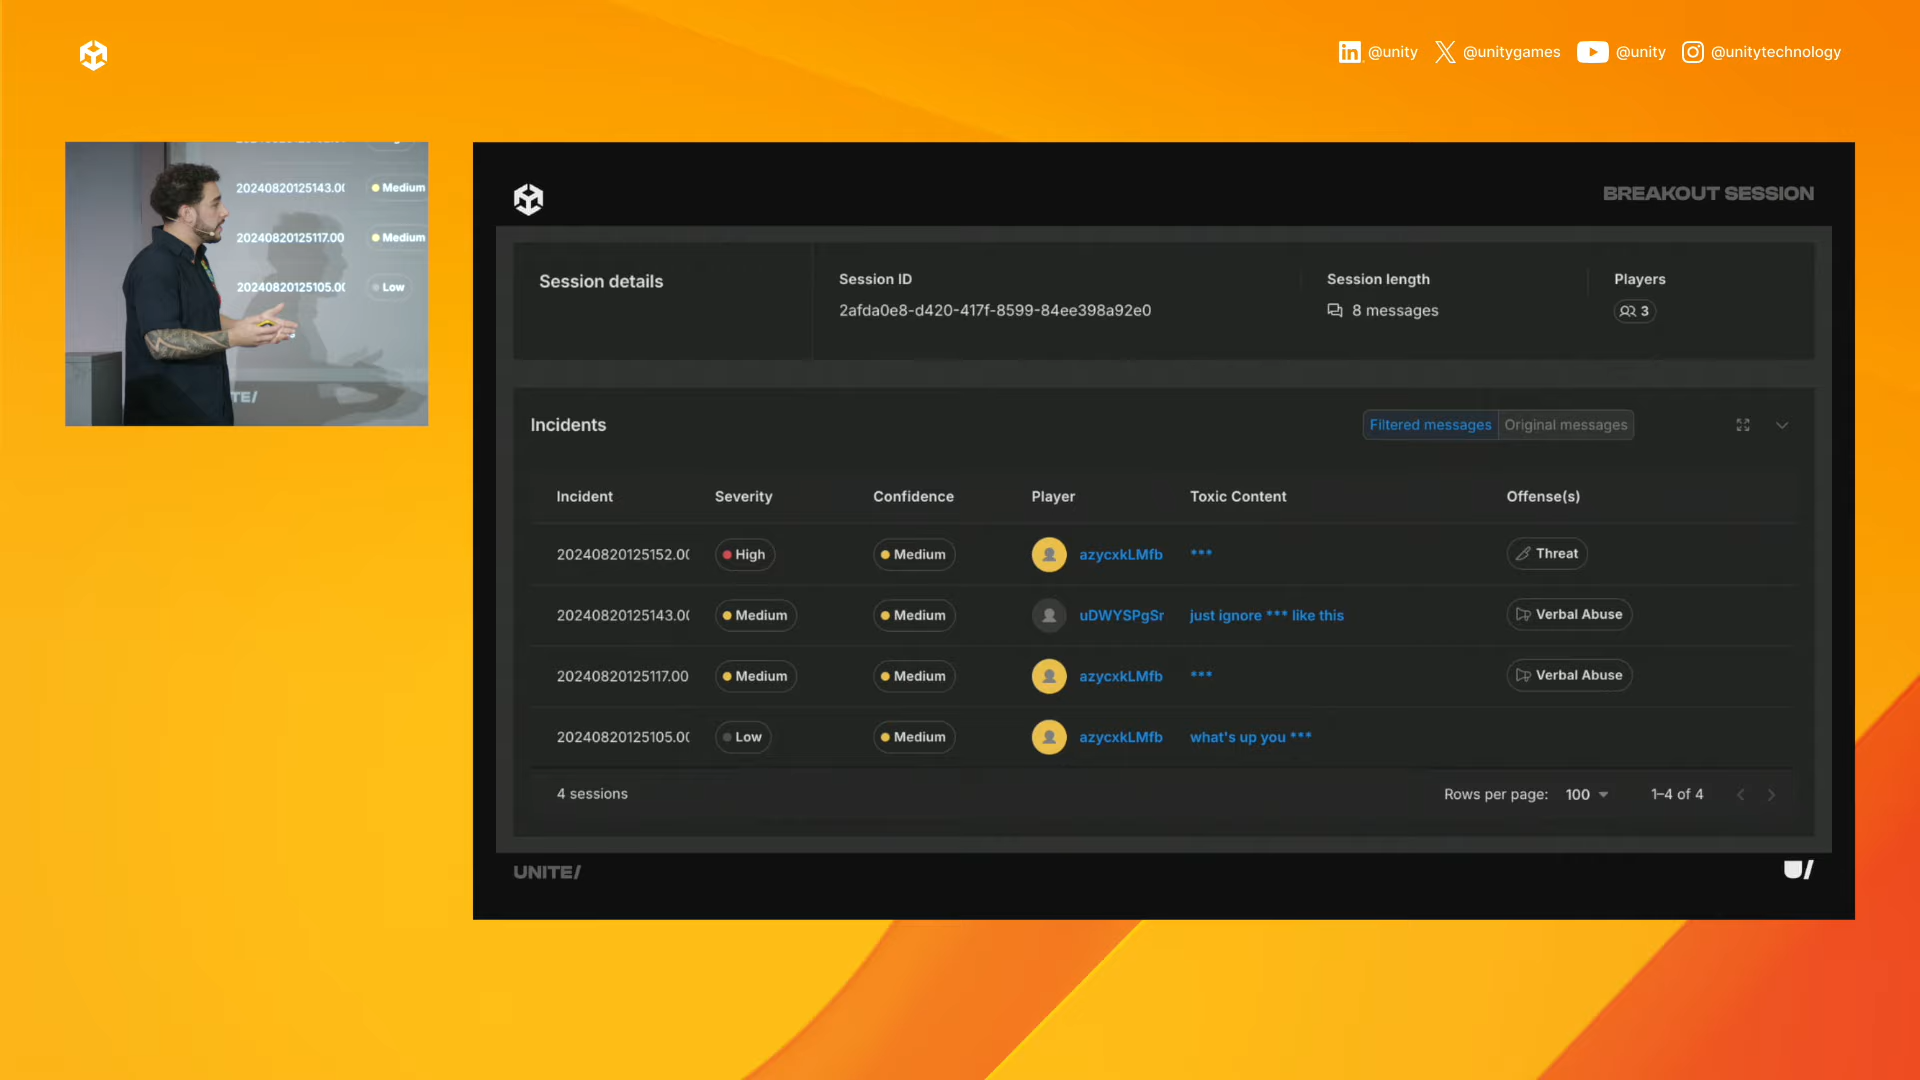 @unity @unitygames @unity @unitytechnology
20240820125143.0( Medium
20240820125117.00 Medium
20240820125105.0( Low
TE/
BREAKOUT SESSION
Session details
Session ID
2afda0e8-d420-417f-8599-84ee398a92e0
Session length
8 messages
Players
3
Incidents
Filtered messages Original messages
Incident Severity Confidence Player Toxic Content Offense(s)
20240820125152.0( High Medium azycxkLMfb *** Threat
20240820125143.0( Medium Medium uDWYSPgSr just ignore *** like this Verbal Abuse
20240820125117.00 Medium Medium azycxkLMfb *** Verbal Abuse
20240820125105.0( Low Medium azycxkLMfb what's up you ***
4 sessions Rows per page: 100 1–4 of 4
UNITE/ U/